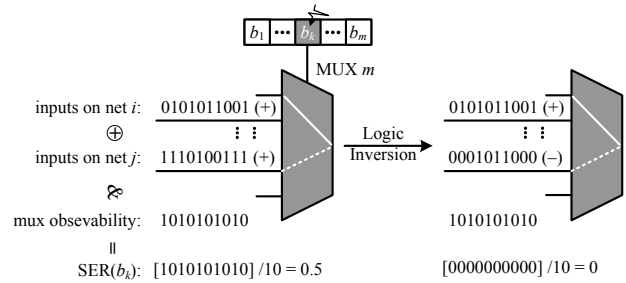 b1 ... bk ... bm
MUX m
inputs on net i: 0101011001 (+) 0101011001 (+)
⊕
Logic
Inversion
inputs on net j: 1110100111 (+) 0001011000 (–)
&
mux obsevability: 1010101010 1010101010
=
SER(bk): [1010101010] /10 = 0.5 [0000000000] /10 = 0